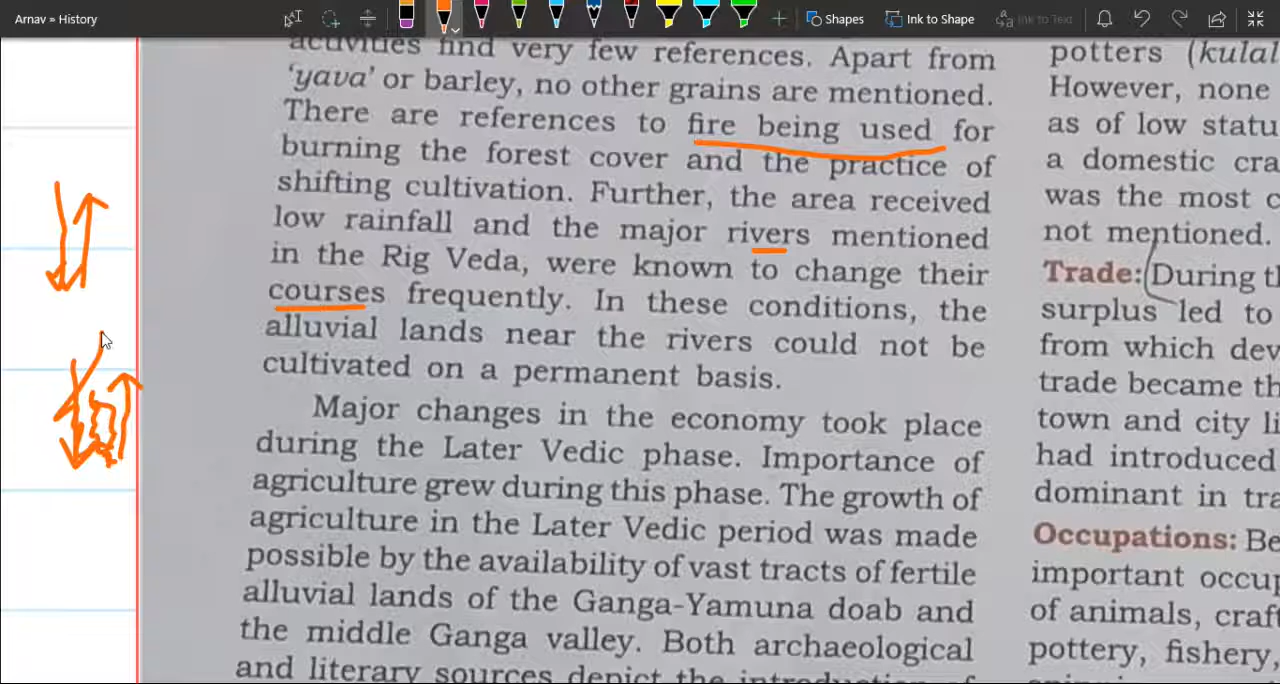 Arnav » History
Shapes
Ink to Shape
Ink to Text
activities find very few references. Apart from
'yava' or barley, no other grains are mentioned.
There are references to fire being used for
burning the forest cover and the practice of
shifting cultivation. Further, the area received
low rainfall and the major rivers mentioned
in the Rig Veda, were known to change their
courses frequently. In these conditions, the
alluvial lands near the rivers could not be
cultivated on a permanent basis.
Major changes in the economy took place
during the Later Vedic phase. Importance of
agriculture grew during this phase. The growth of
agriculture in the Later Vedic period was made
possible by the availability of vast tracts of fertile
alluvial lands of the Ganga-Yamuna doab and
the middle Ganga valley. Both archaeological
and literary sources depict the introduction of
potters (kulal
However, none
as of low statu
a domestic cra
was the most c
not mentioned.
Trade: During th
surplus led to
from which dev
trade became th
town and city li
had introduced
dominant in tra
Occupations: Be
important occup
of animals, craft
pottery, fishery,